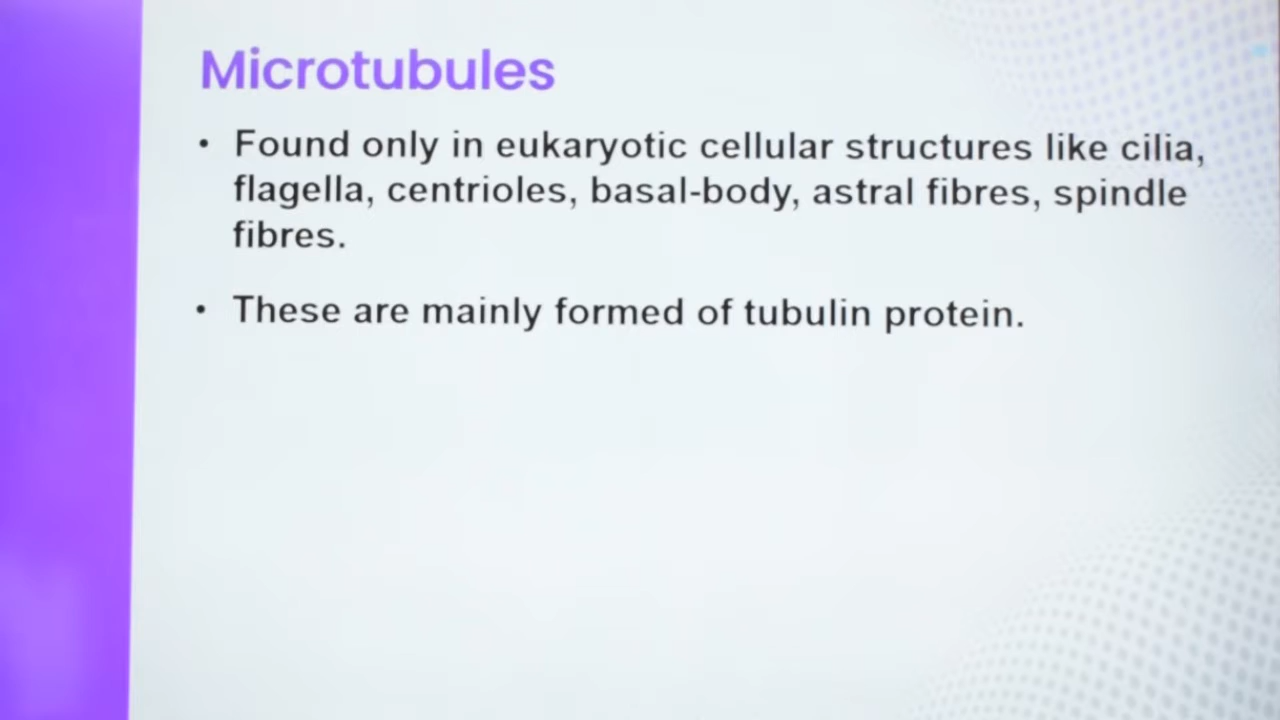 Microtubules
• Found only in eukaryotic cellular structures like cilia,
flagella, centrioles, basal-body, astral fibres, spindle
fibres.
• These are mainly formed of tubulin protein.